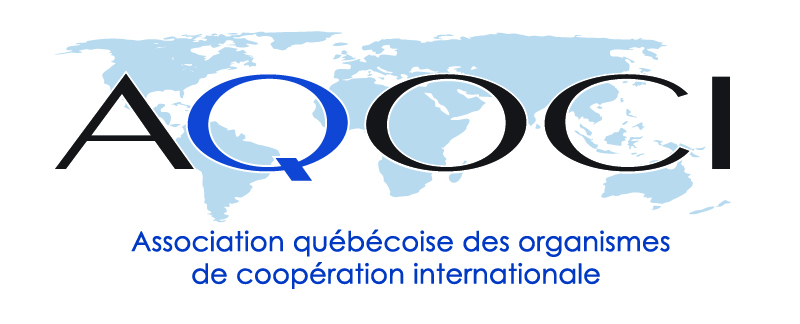 AQOCI
Association québécoise des organismes
de coopération internationale